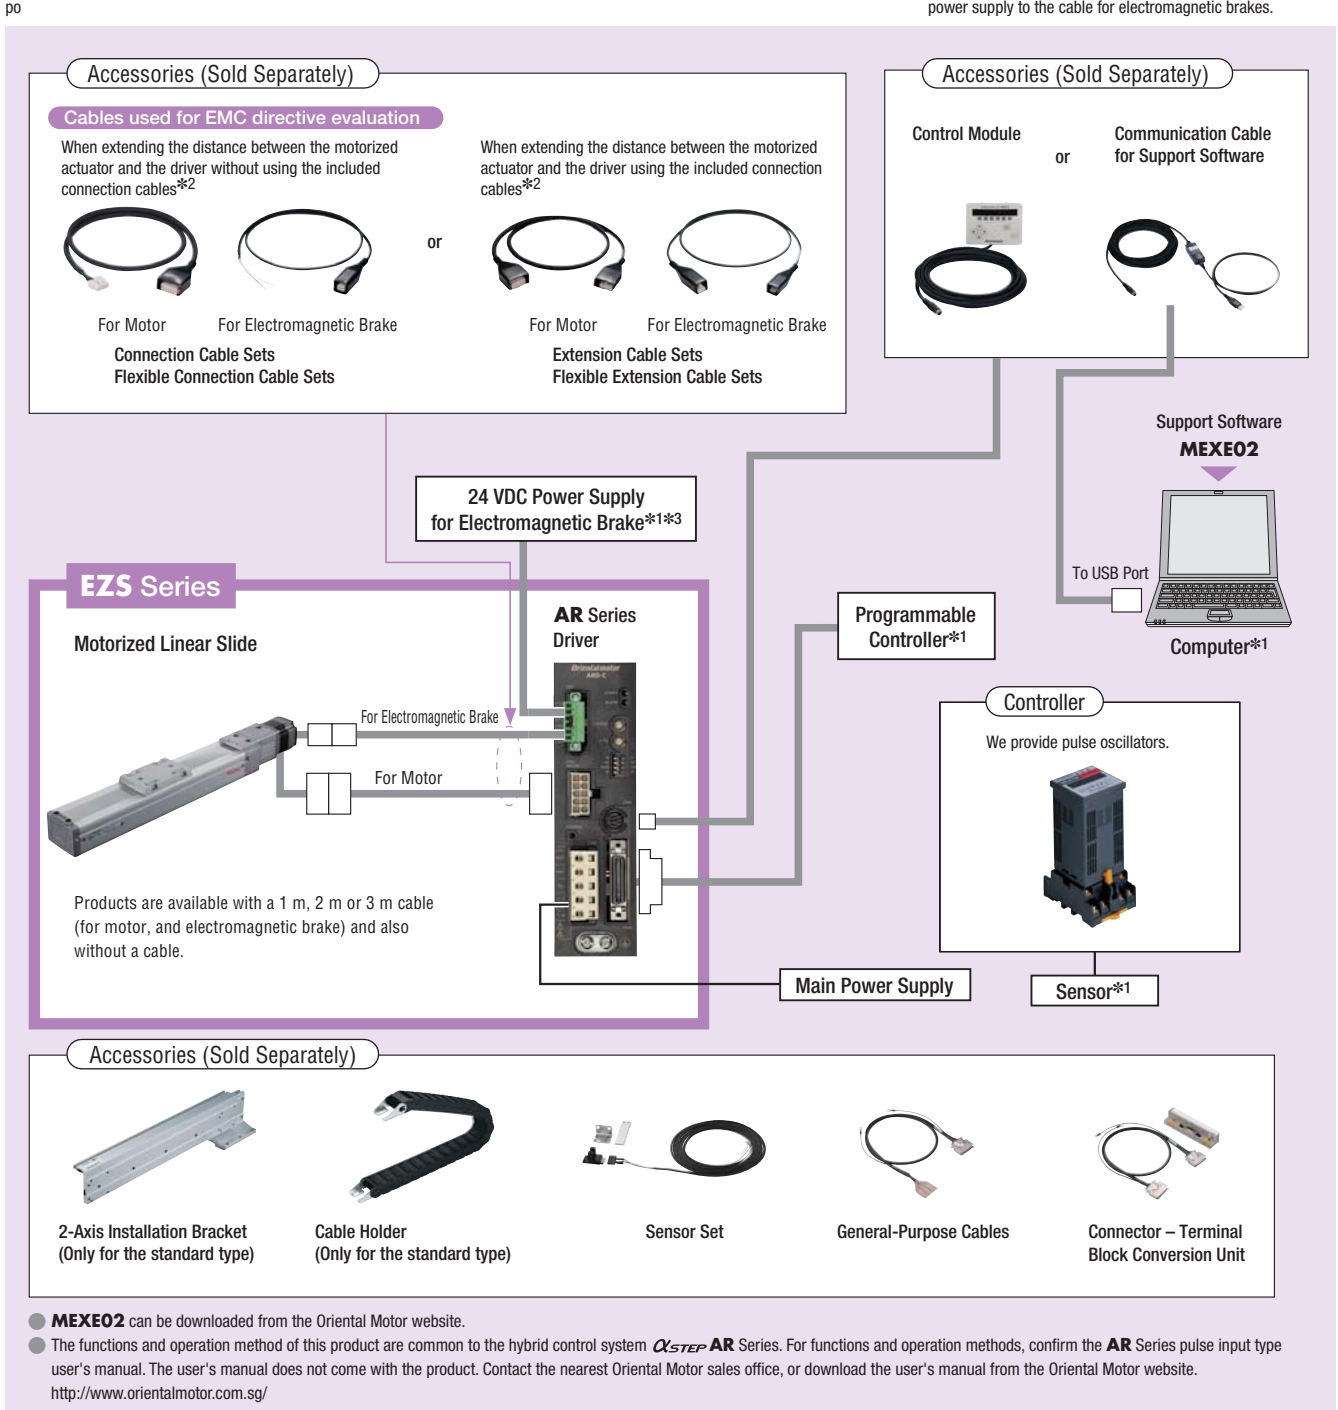 po
power supply to the cable for electromagnetic brakes.
Accessories (Sold Separately)
Cables used for EMC directive evaluation
When extending the distance between the motorized
actuator and the driver without using the included
connection cables*2
When extending the distance between the motorized
actuator and the driver using the included connection
cables*2
or
For Motor
For Electromagnetic Brake
For Motor
For Electromagnetic Brake
Connection Cable Sets
Flexible Connection Cable Sets
Extension Cable Sets
Flexible Extension Cable Sets
Accessories (Sold Separately)
Control Module
or
Communication Cable
for Support Software
Support Software
MEXE02
To USB Port
Computer*1
24 VDC Power Supply
for Electromagnetic Brake*1*3
EZS Series
Motorized Linear Slide
AR Series
Driver
Orientalmotor
ARD-C
For Electromagnetic Brake
For Motor
Products are available with a 1 m, 2 m or 3 m cable
(for motor, and electromagnetic brake) and also
without a cable.
Programmable
Controller*1
Main Power Supply
Controller
We provide pulse oscillators.
Sensor*1
Accessories (Sold Separately)
2-Axis Installation Bracket
(Only for the standard type)
Cable Holder
(Only for the standard type)
Sensor Set
General-Purpose Cables
Connector – Terminal
Block Conversion Unit
● MEXE02 can be downloaded from the Oriental Motor website.
● The functions and operation method of this product are common to the hybrid control system αSTEP AR Series. For functions and operation methods, confirm the AR Series pulse input type
user's manual. The user's manual does not come with the product. Contact the nearest Oriental Motor sales office, or download the user's manual from the Oriental Motor website.
http://www.orientalmotor.com.sg/